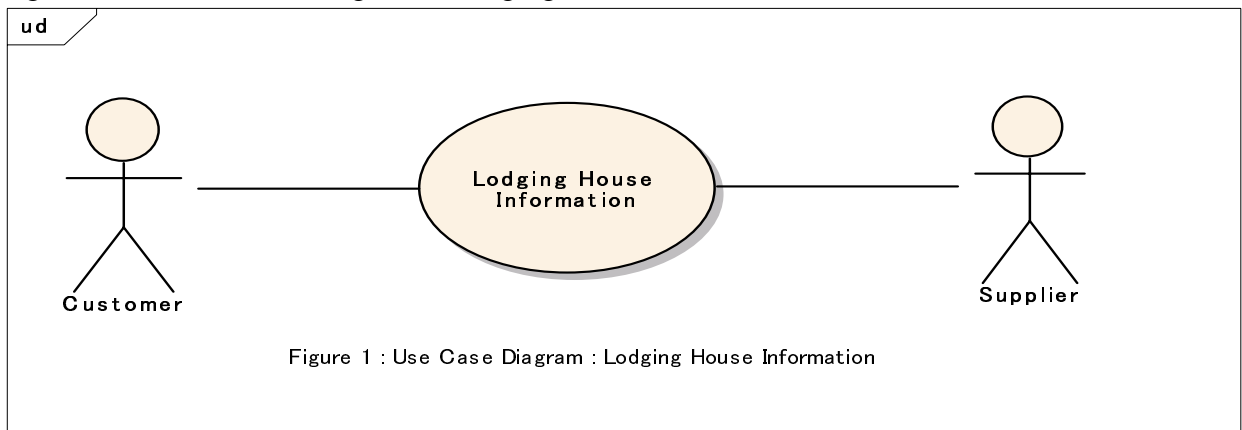 ud
Lodging House
Information
Customer
Supplier
Figure 1 : Use Case Diagram : Lodging House Information